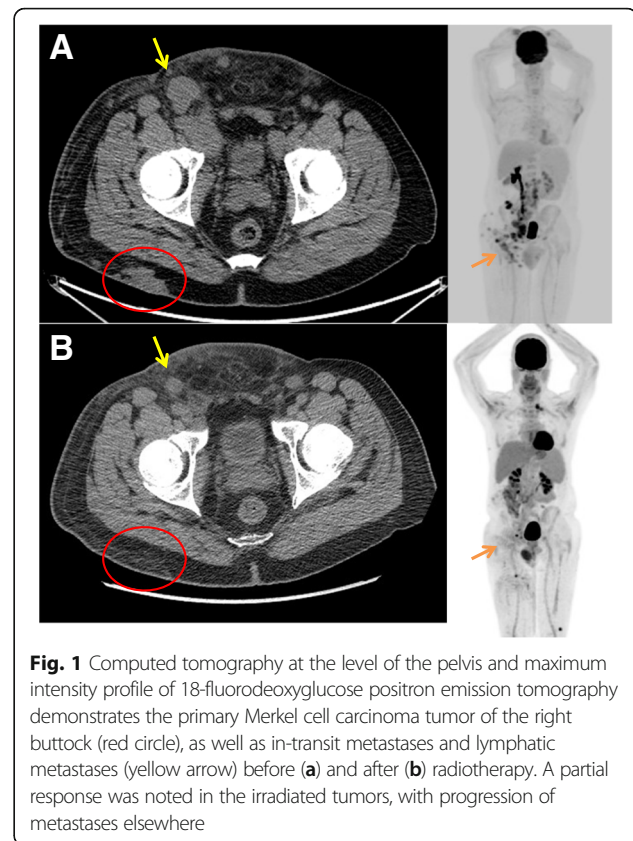 A
B
Fig. 1 Computed tomography at the level of the pelvis and maximum
intensity profile of 18-fluorodeoxyglucose positron emission tomography
demonstrates the primary Merkel cell carcinoma tumor of the right
buttock (red circle), as well as in-transit metastases and lymphatic
metastases (yellow arrow) before (a) and after (b) radiotherapy. A partial
response was noted in the irradiated tumors, with progression of
metastases elsewhere